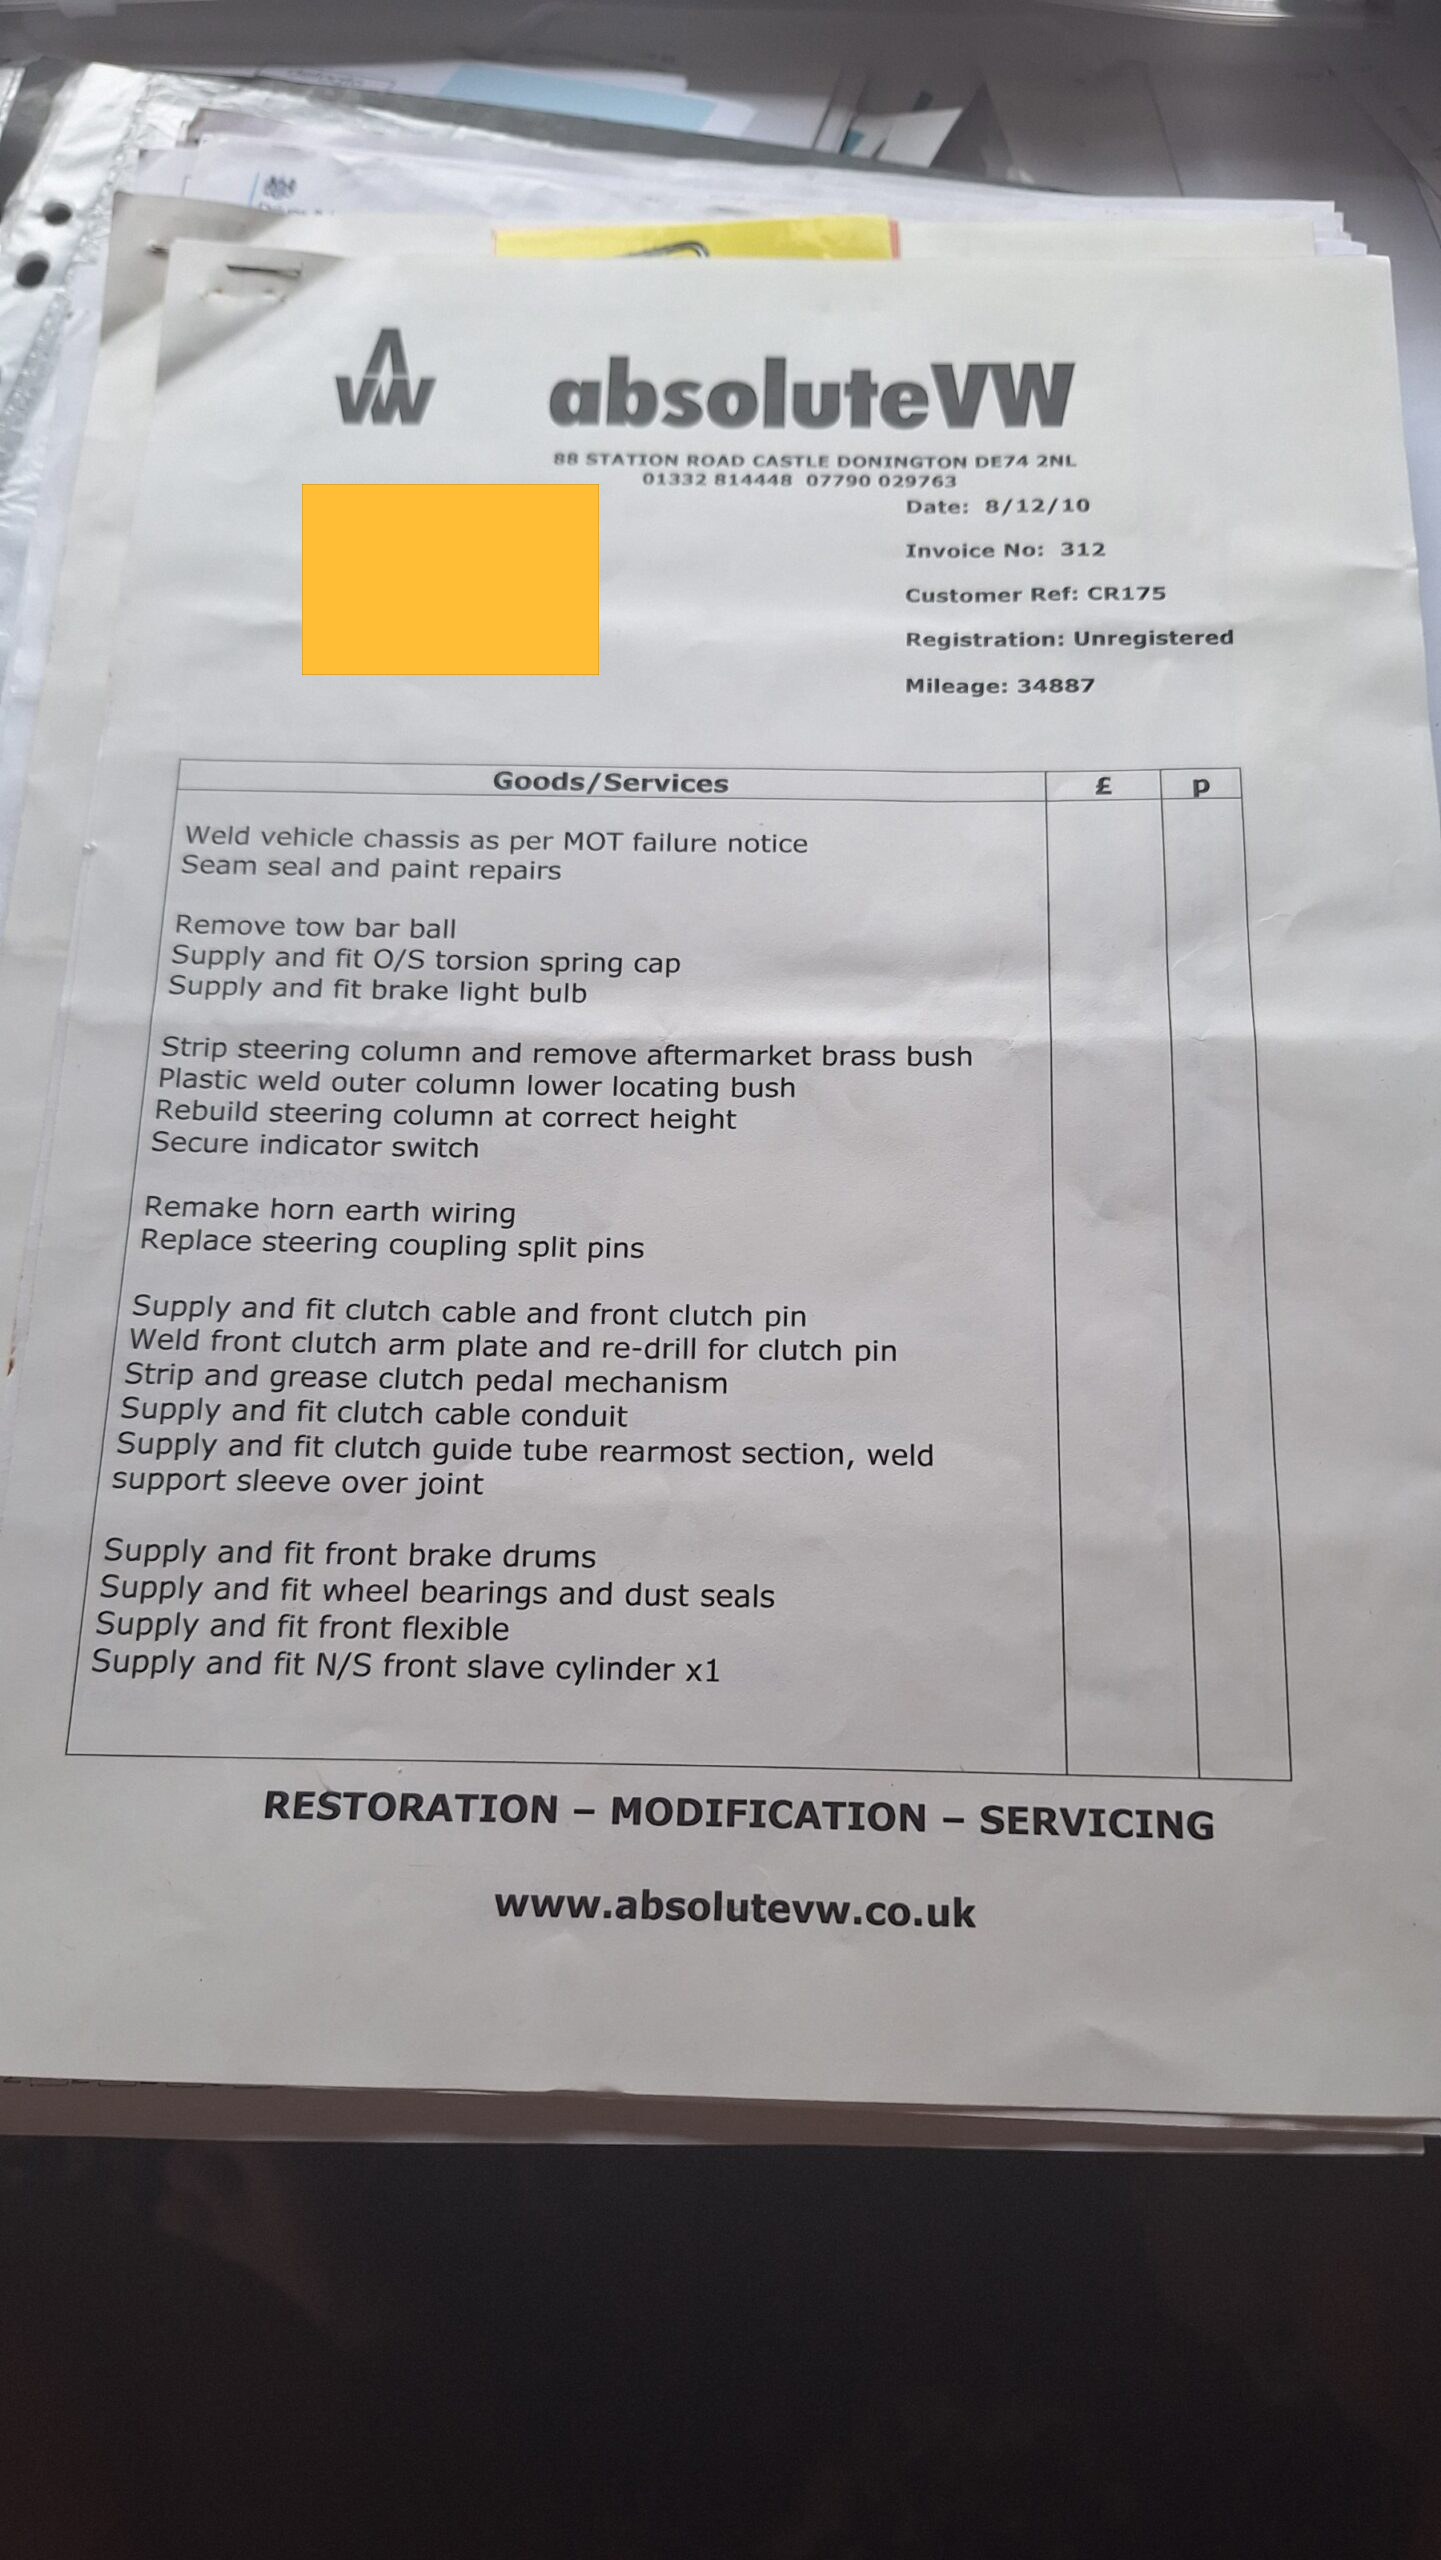 AVW
absoluteVW
88 STATION ROAD CASTLE DONINGTON DE74 2NL
01332 814448 07790 029763
Date: 8/12/10
Invoice No: 312
Customer Ref: CR175
Registration: Unregistered
Mileage: 34887
Goods/Services £ p
Weld vehicle chassis as per MOT failure notice
Seam seal and paint repairs
Remove tow bar ball
Supply and fit O/S torsion spring cap
Supply and fit brake light bulb
Strip steering column and remove aftermarket brass bush
Plastic weld outer column lower locating bush
Rebuild steering column at correct height
Secure indicator switch
Remake horn earth wiring
Replace steering coupling split pins
Supply and fit clutch cable and front clutch pin
Weld front clutch arm plate and re-drill for clutch pin
Strip and grease clutch pedal mechanism
Supply and fit clutch cable conduit
Supply and fit clutch guide tube rearmost section, weld
support sleeve over joint
Supply and fit front brake drums
Supply and fit wheel bearings and dust seals
Supply and fit front flexible
Supply and fit N/S front slave cylinder x1
RESTORATION – MODIFICATION – SERVICING
www.absolutevw.co.uk